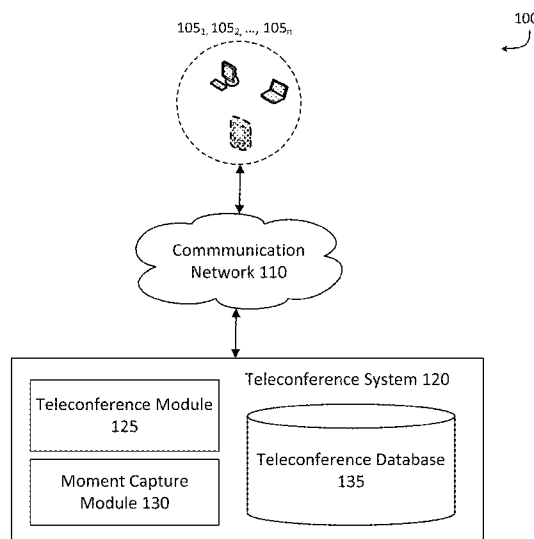 100
105₁, 105₂, ..., 105ₙ
Commmunication
Network 110
Teleconference System 120
Teleconference Module
125
Teleconference Database
135
Moment Capture
Module 130